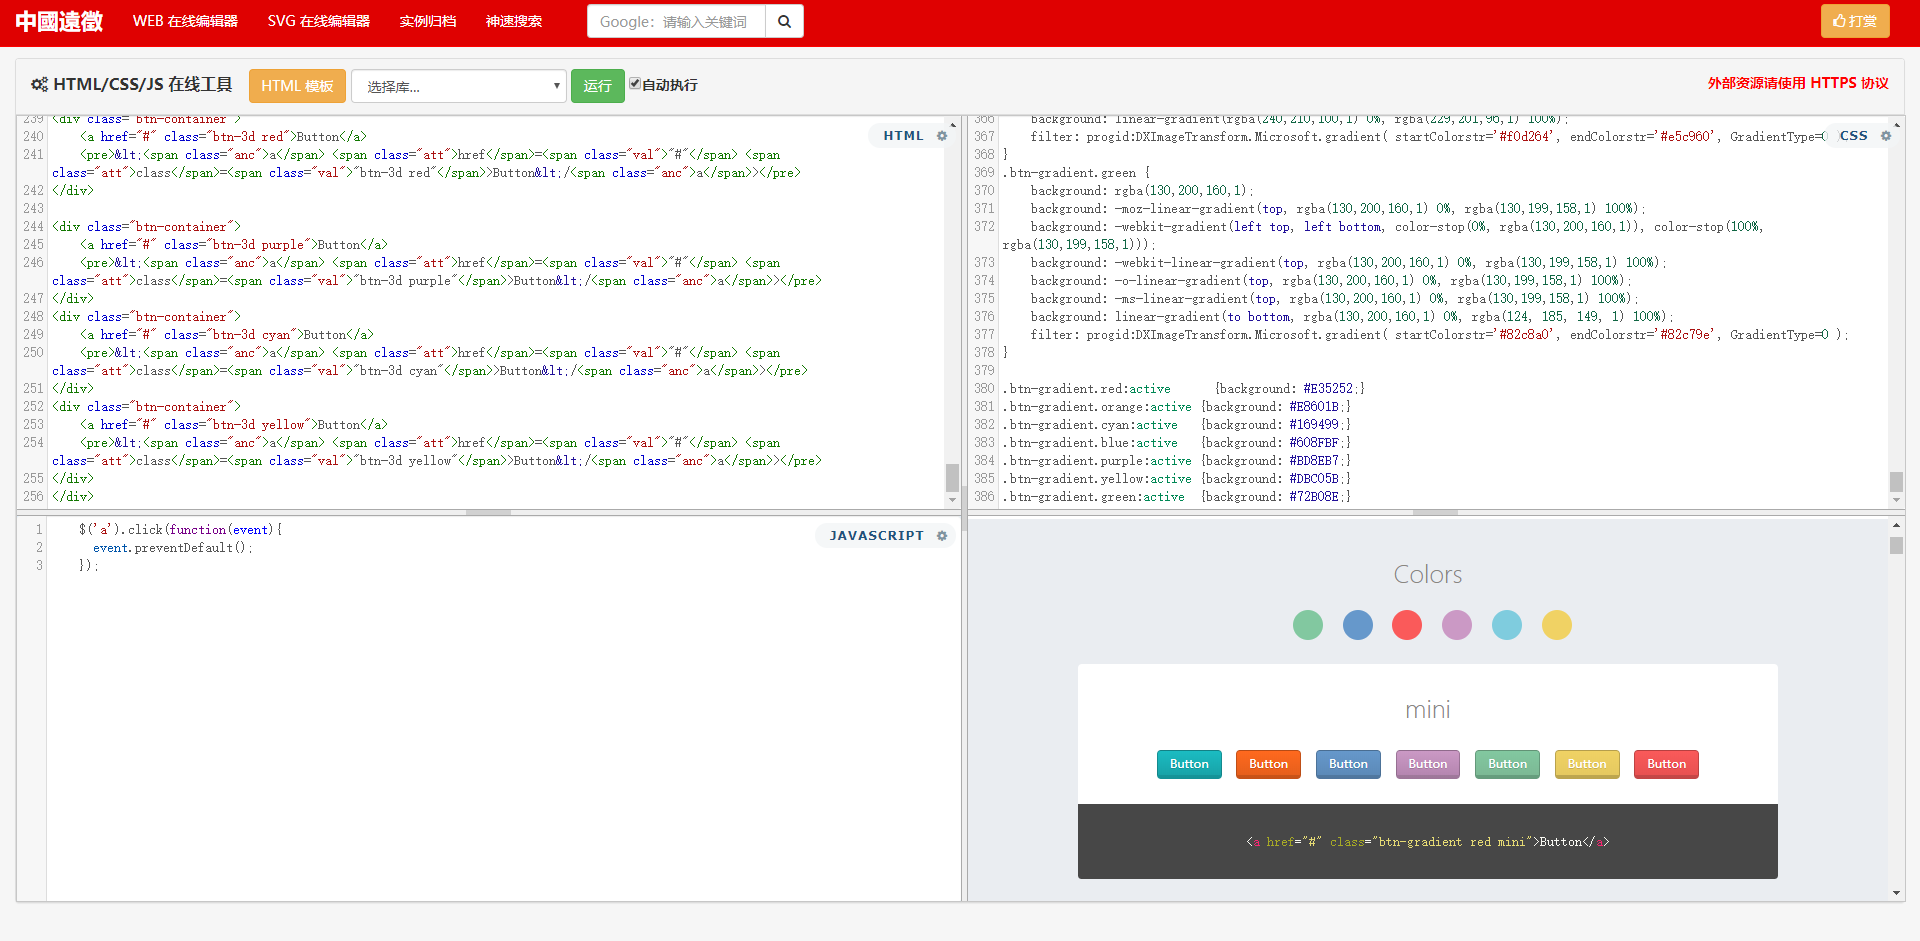 中國遠徵 WEB 在线编辑器 SVG 在线编辑器 实例归档 神速搜索 Google：请输入关键词 打赏
HTML/CSS/JS 在线工具 HTML 模板 选择库... 运行 自动执行 外部资源请使用 HTTPS 协议
HTML
239 <div class="btn-container">
240     <a href="#" class="btn-3d red">Button</a>
241     <pre>&lt;<span class="anc">a</span> <span class="att">href</span>=<span class="val">"#"</span> <span
class="att">class</span>=<span class="val">"btn-3d red"</span>>Button&lt;/<span class="anc">a</span>></pre>
242 </div>
243
244 <div class="btn-container">
245     <a href="#" class="btn-3d purple">Button</a>
246     <pre>&lt;<span class="anc">a</span> <span class="att">href</span>=<span class="val">"#"</span> <span
class="att">class</span>=<span class="val">"btn-3d purple"</span>>Button&lt;/<span class="anc">a</span>></pre>
247 </div>
248 <div class="btn-container">
249     <a href="#" class="btn-3d cyan">Button</a>
250     <pre>&lt;<span class="anc">a</span> <span class="att">href</span>=<span class="val">"#"</span> <span
class="att">class</span>=<span class="val">"btn-3d cyan"</span>>Button&lt;/<span class="anc">a</span>></pre>
251 </div>
252 <div class="btn-container">
253     <a href="#" class="btn-3d yellow">Button</a>
254     <pre>&lt;<span class="anc">a</span> <span class="att">href</span>=<span class="val">"#"</span> <span
class="att">class</span>=<span class="val">"btn-3d yellow"</span>>Button&lt;/<span class="anc">a</span>></pre>
255 </div>
256 </div>
CSS
366     background: linear-gradient(rgba(240,210,100,1) 0%, rgba(229,201,96,1) 100%);
367     filter: progid:DXImageTransform.Microsoft.gradient( startColorstr='#f0d264', endColorstr='#e5c960', GradientType=0
368 }
369 .btn-gradient.green {
370     background: rgba(130,200,160,1);
371     background: -moz-linear-gradient(top, rgba(130,200,160,1) 0%, rgba(130,199,158,1) 100%);
372     background: -webkit-gradient(left top, left bottom, color-stop(0%, rgba(130,200,160,1)), color-stop(100%,
rgba(130,199,158,1)));
373     background: -webkit-linear-gradient(top, rgba(130,200,160,1) 0%, rgba(130,199,158,1) 100%);
374     background: -o-linear-gradient(top, rgba(130,200,160,1) 0%, rgba(130,199,158,1) 100%);
375     background: -ms-linear-gradient(top, rgba(130,200,160,1) 0%, rgba(130,199,158,1) 100%);
376     background: linear-gradient(to bottom, rgba(130,200,160,1) 0%, rgba(124, 185, 149, 1) 100%);
377     filter: progid:DXImageTransform.Microsoft.gradient( startColorstr='#82c8a0', endColorstr='#82c79e', GradientType=0 );
378 }
379
380 .btn-gradient.red:active      {background: #E35252;}
381 .btn-gradient.orange:active {background: #E8601B;}
382 .btn-gradient.cyan:active   {background: #169499;}
383 .btn-gradient.blue:active   {background: #608FBF;}
384 .btn-gradient.purple:active {background: #BD8EB7;}
385 .btn-gradient.yellow:active {background: #DBC05B;}
386 .btn-gradient.green:active  {background: #72B08E;}
JAVASCRIPT
1     $('a').click(function(event){
2       event.preventDefault();
3     });
Colors
mini
Button Button Button Button Button Button Button
<a href="#" class="btn-gradient red mini">Button</a>